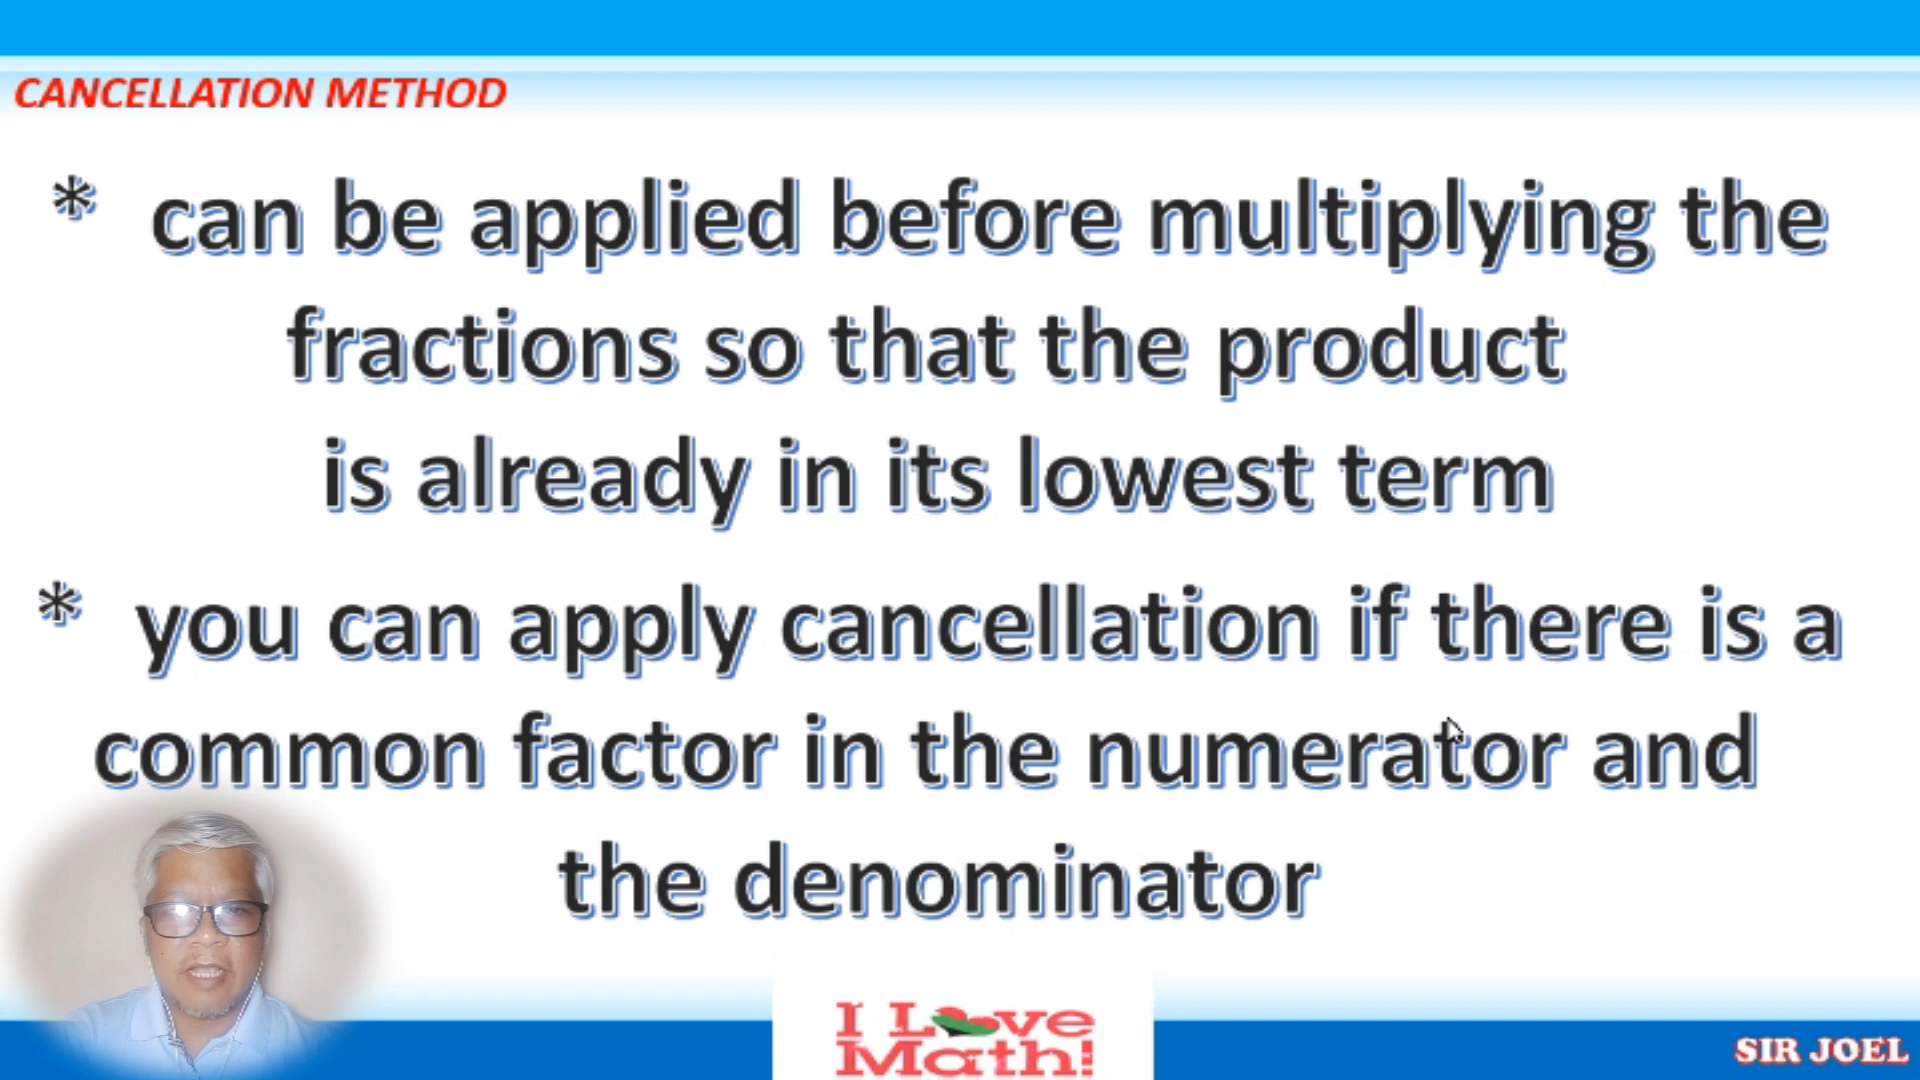 CANCELLATION METHOD
* can be applied before multiplying the
fractions so that the product
is already in its lowest term
* you can apply cancellation if there is a
common factor in the numerator and
the denominator
I Love
Math!
SIR JOEL